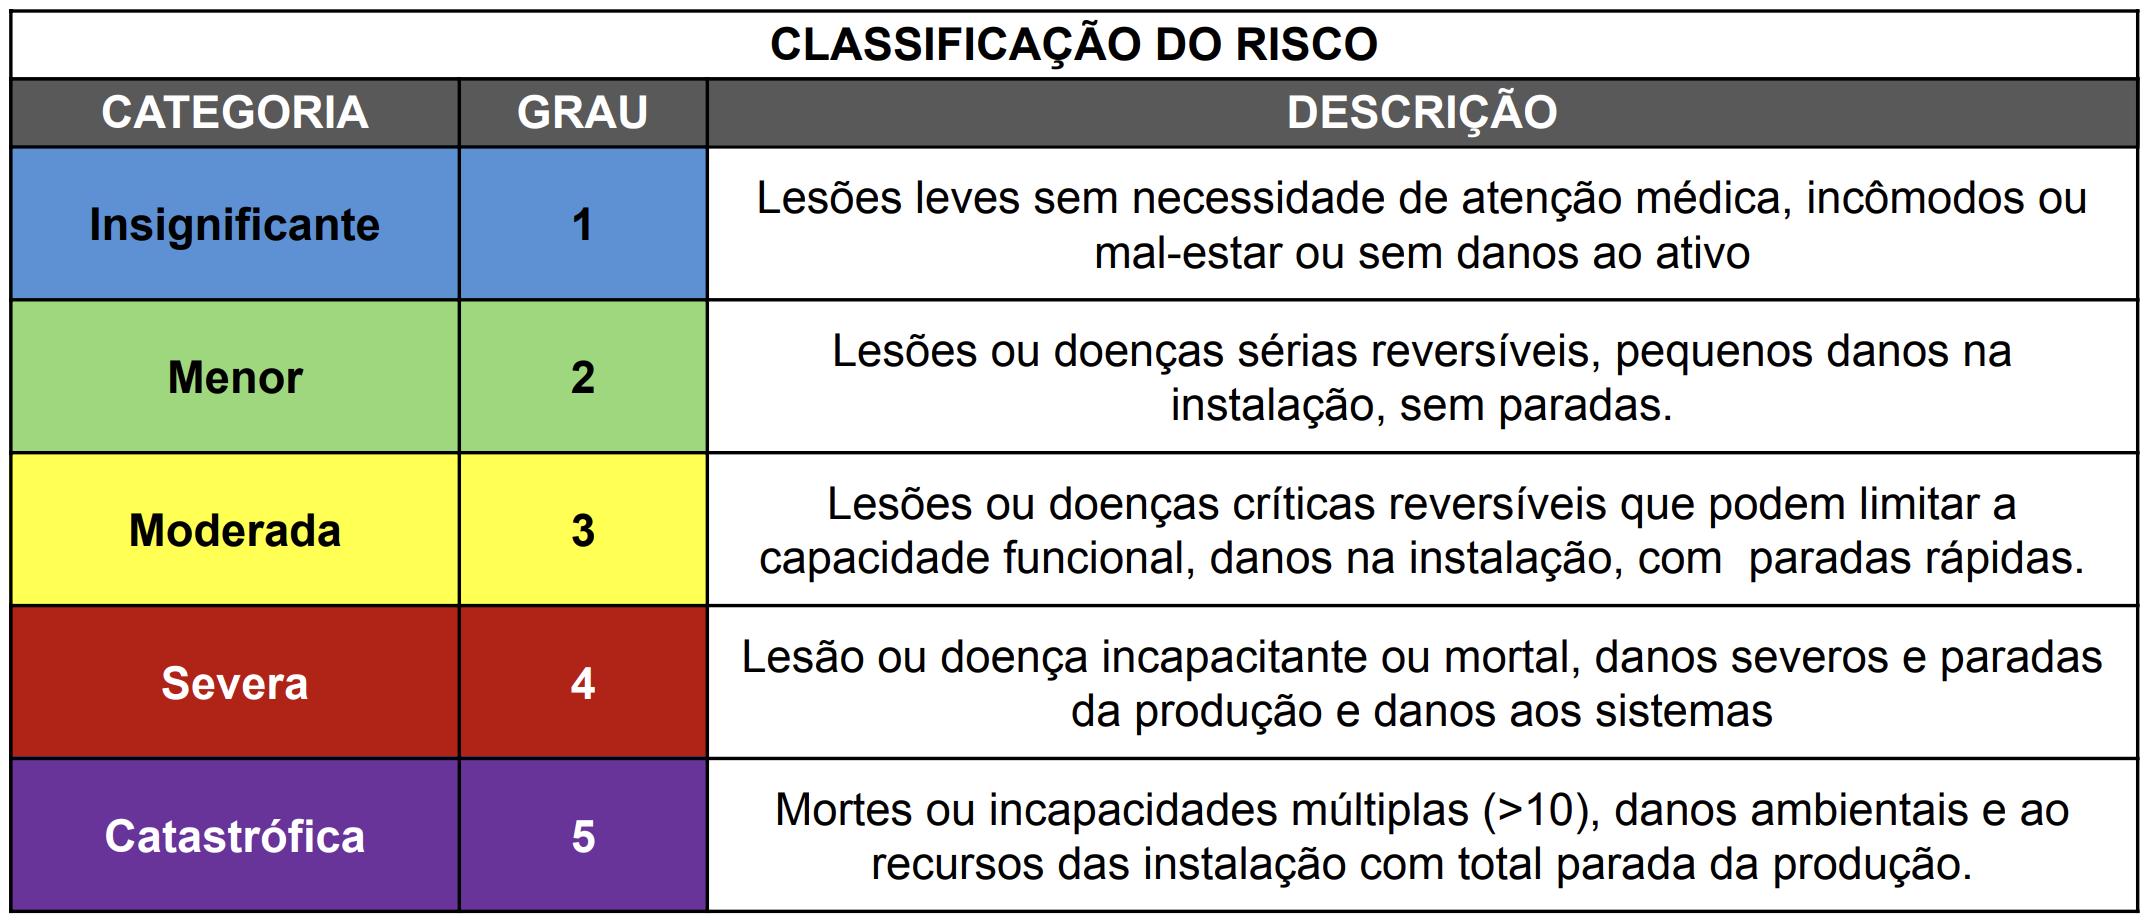 CLASSIFICAÇÃO DO RISCO
CATEGORIA GRAU DESCRIÇÃO
Insignificante 1 Lesões leves sem necessidade de atenção médica, incômodos ou
mal-estar ou sem danos ao ativo
Menor 2 Lesões ou doenças sérias reversíveis, pequenos danos na
instalação, sem paradas.
Moderada 3 Lesões ou doenças críticas reversíveis que podem limitar a
capacidade funcional, danos na instalação, com  paradas rápidas.
Severa 4 Lesão ou doença incapacitante ou mortal, danos severos e paradas
da produção e danos aos sistemas
Catastrófica 5 Mortes ou incapacidades múltiplas (>10), danos ambientais e ao
recursos das instalação com total parada da produção.